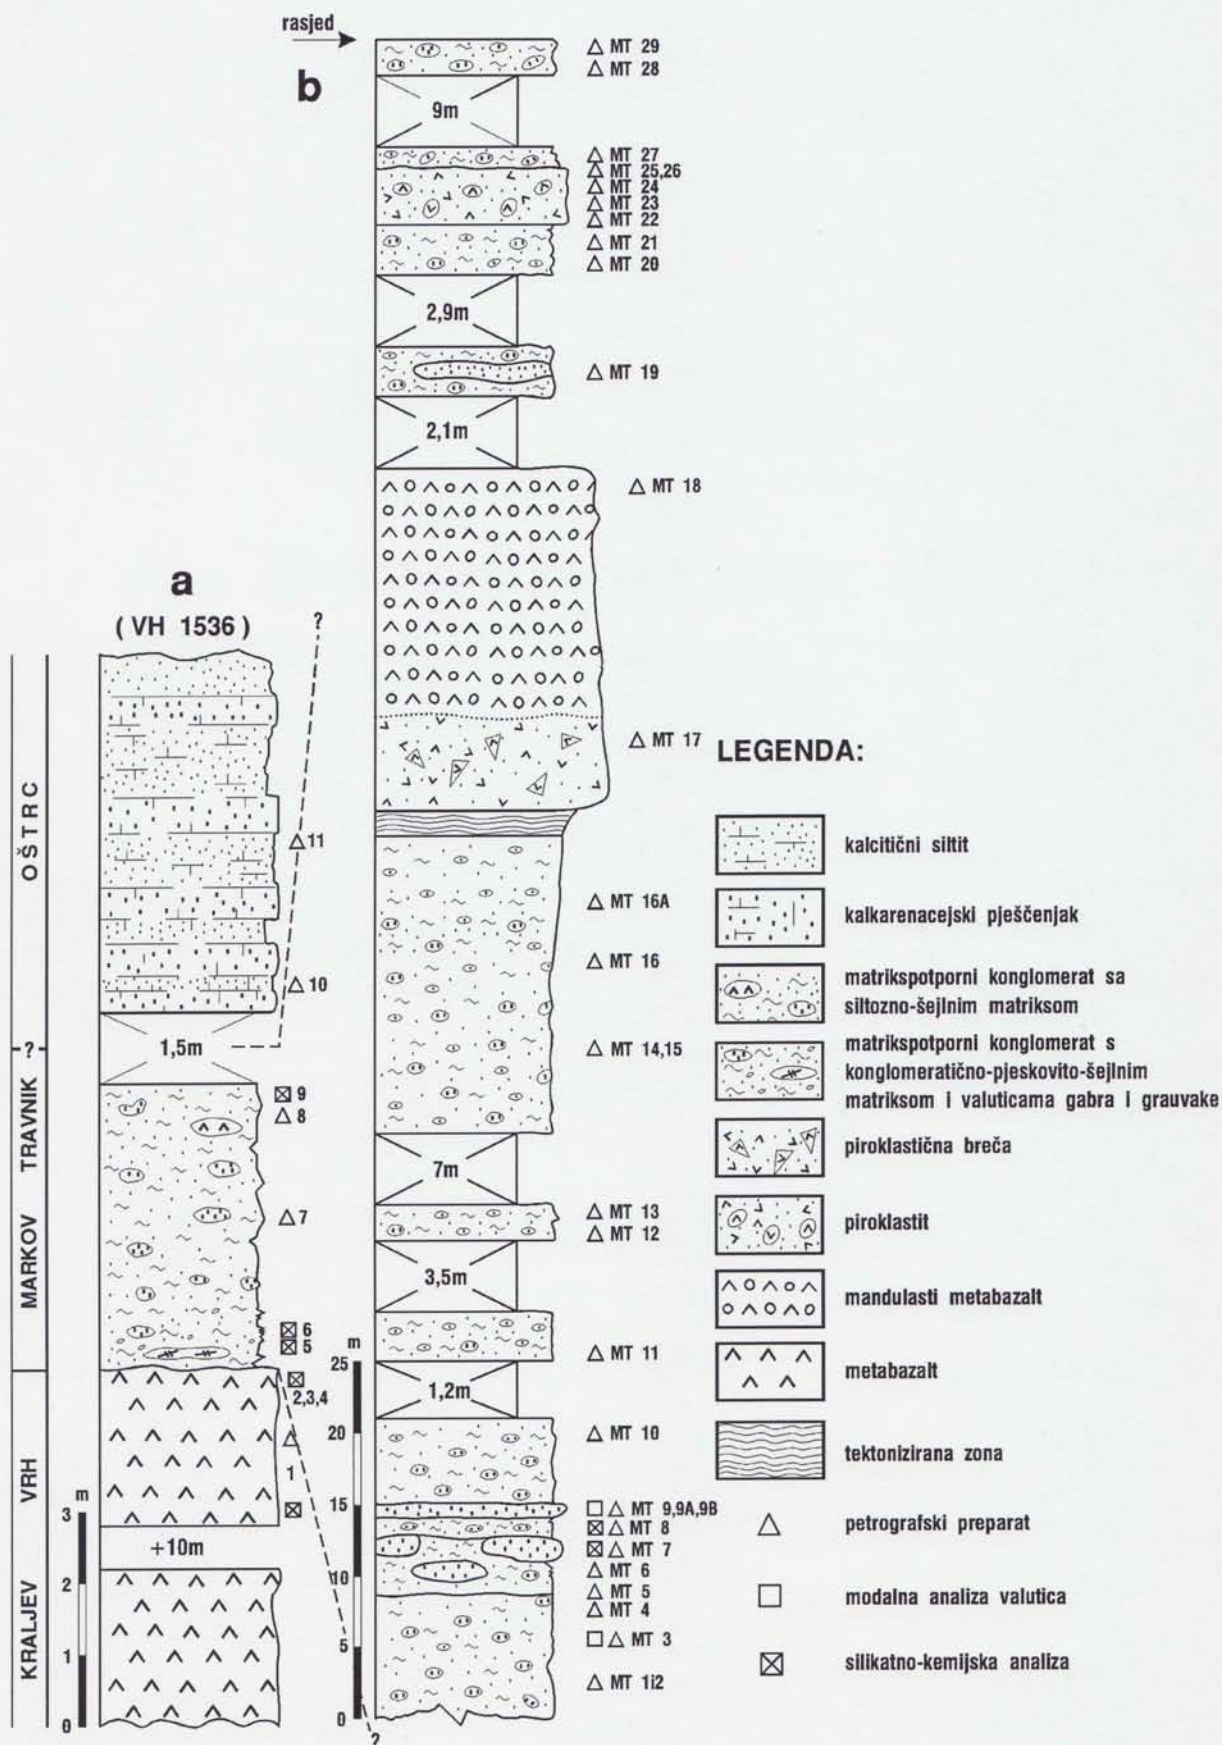 rasjed
b
△ MT 29
△ MT 28
9m
△ MT 27
△ MT 25,26
△ MT 24
△ MT 23
△ MT 22
△ MT 21
△ MT 20
2,9m
△ MT 19
2,1m
△ MT 18
△ MT 17
△ MT 16A
△ MT 16
△ MT 14,15
7m
△ MT 13
△ MT 12
3,5m
△ MT 11
1,2m
△ MT 10
□ △ MT 9,9A,9B
⊠ △ MT 8
⊠ △ MT 7
△ MT 6
△ MT 5
△ MT 4
□ △ MT 3
△ MT 1i2
m
25
20
15
10
5
0
?
a
( VH 1536 )
?
OŠTRC
△ 11
△ 10
1,5m
?
MARKOV TRAVNIK
⊠ 9
△ 8
△ 7
⊠ 6
⊠ 5
KRALJEV VRH
⊠
2,3,4
△
1
⊠
+10m
m
3
2
1
0
LEGENDA:
kalcitični siltit
kalkarenacejski pješčenjak
matrikspotporni konglomerat sa
siltozno-šejlnim matriksom
matrikspotporni konglomerat s
konglomeratično-pjeskovito-šejlnim
matriksom i valuticama gabra i grauvake
piroklastična breča
piroklastit
mandulasti metabazalt
metabazalt
tektonizirana zona
△ petrografski preparat
□ modalna analiza valutica
⊠ silikatno-kemijska analiza